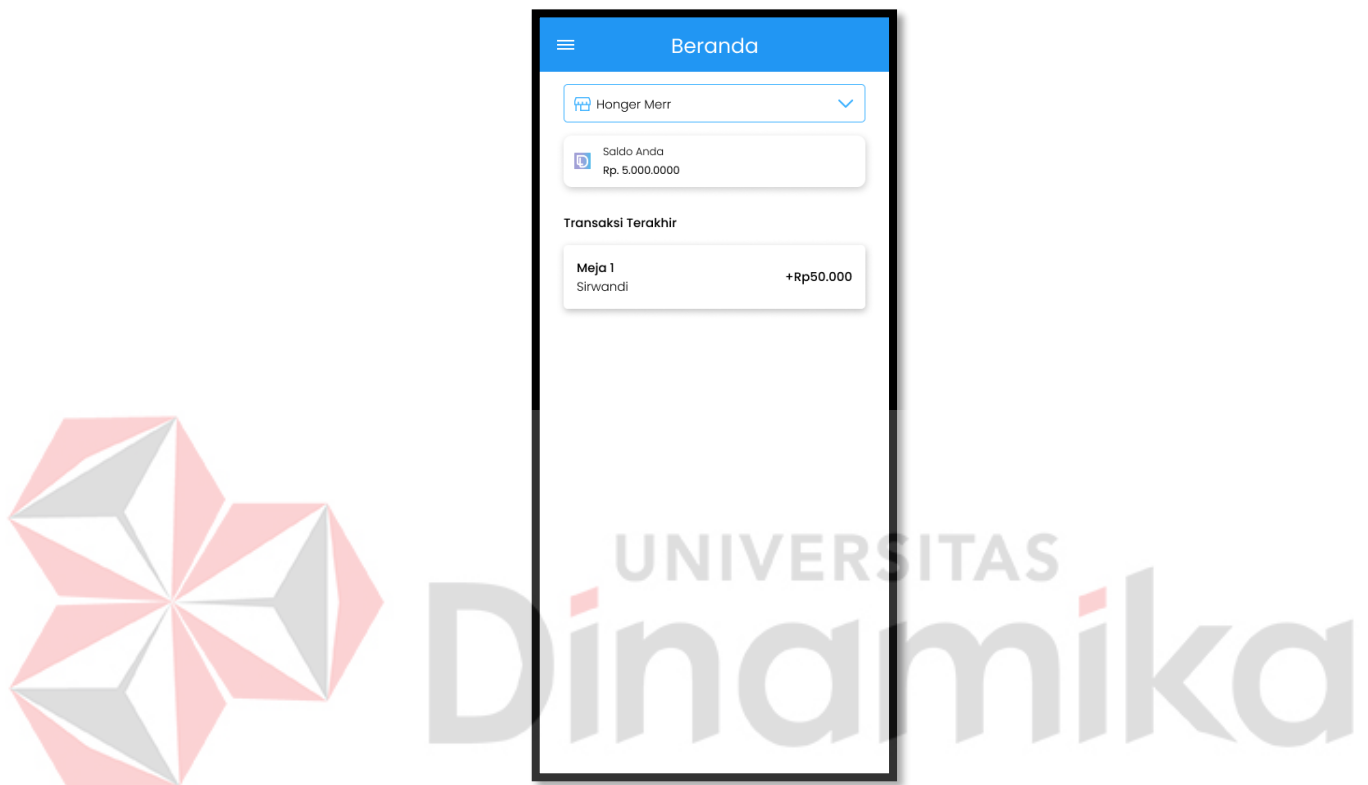 Beranda
Honger Merr
Saldo Anda
Rp. 5.000.0000
Transaksi Terakhir
Meja 1
+Rp50.000
Sirwandi
UNIVERSITAS
Dinamika